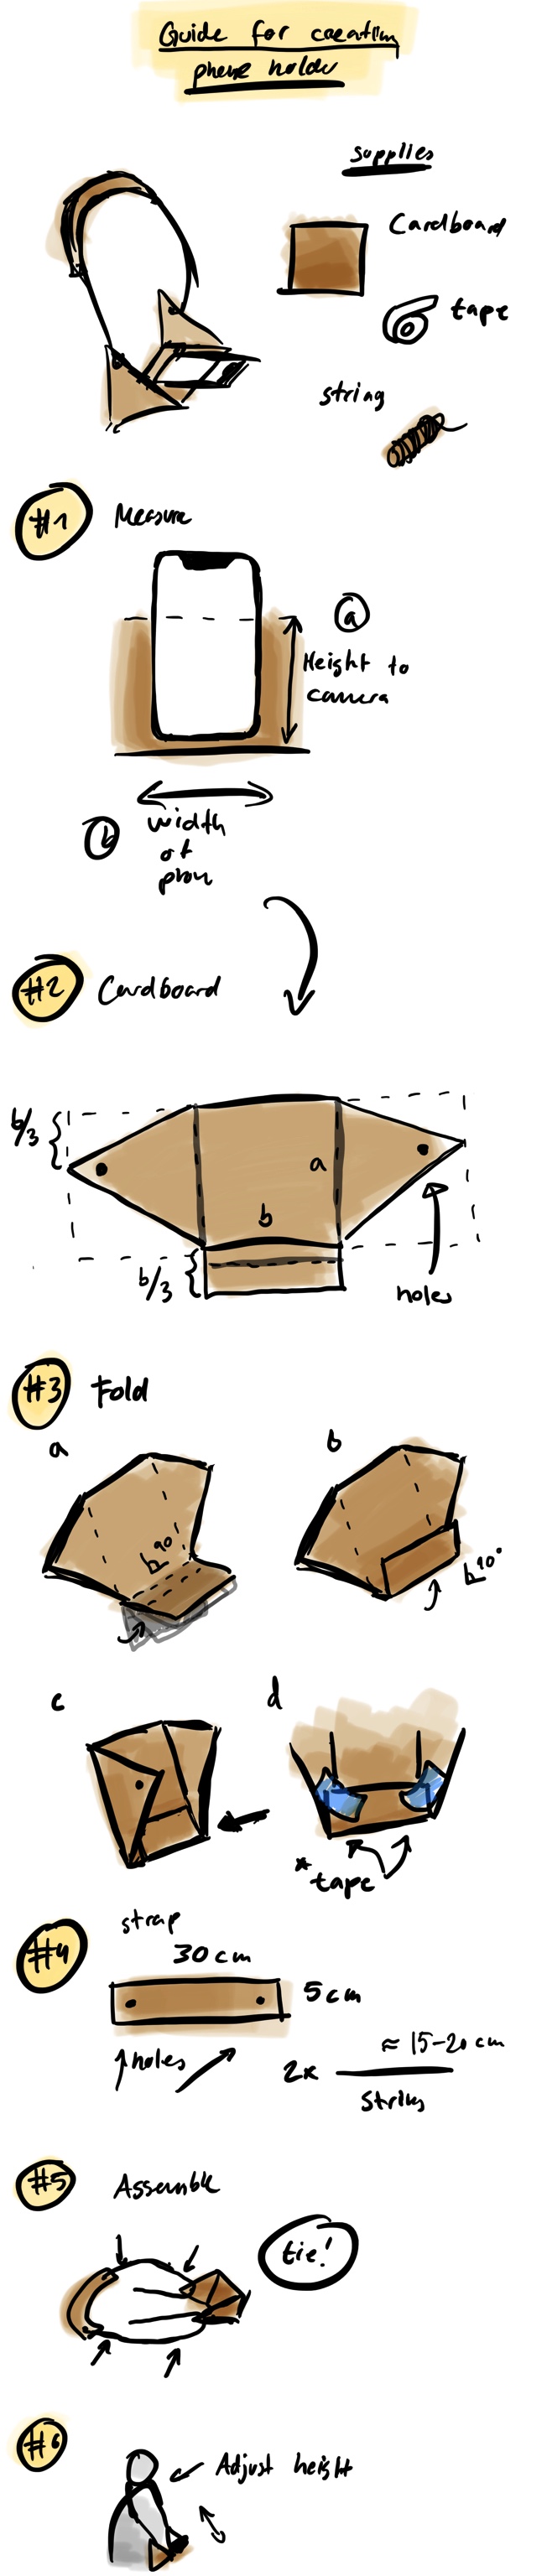 Guide for creating
phone holder
supplies
Cardboard
tape
string
#1 Measure
a
Height to
camera
b width
of
phon
#2 Cardboard
b/3
a
b
b/3
holes
#3 Fold
a
b
90
90°
c
d
* tape
#4 strap
30 cm
5 cm
holes
≈ 15-20 cm
2x
String
#5 Assemble
tie!
#6
Adjust height